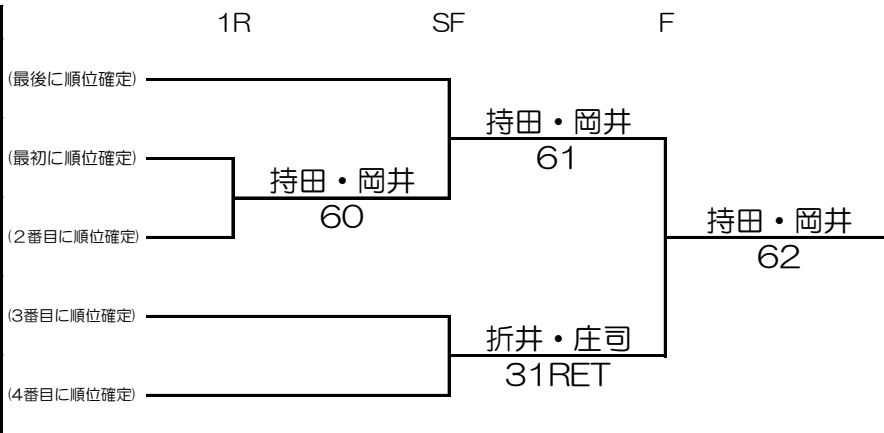 1R SF F
(最後に順位確定)
持田・岡井
61
(最初に順位確定)
持田・岡井
60
(2番目に順位確定)
持田・岡井
62
(3番目に順位確定)
折井・庄司
31RET
(4番目に順位確定)